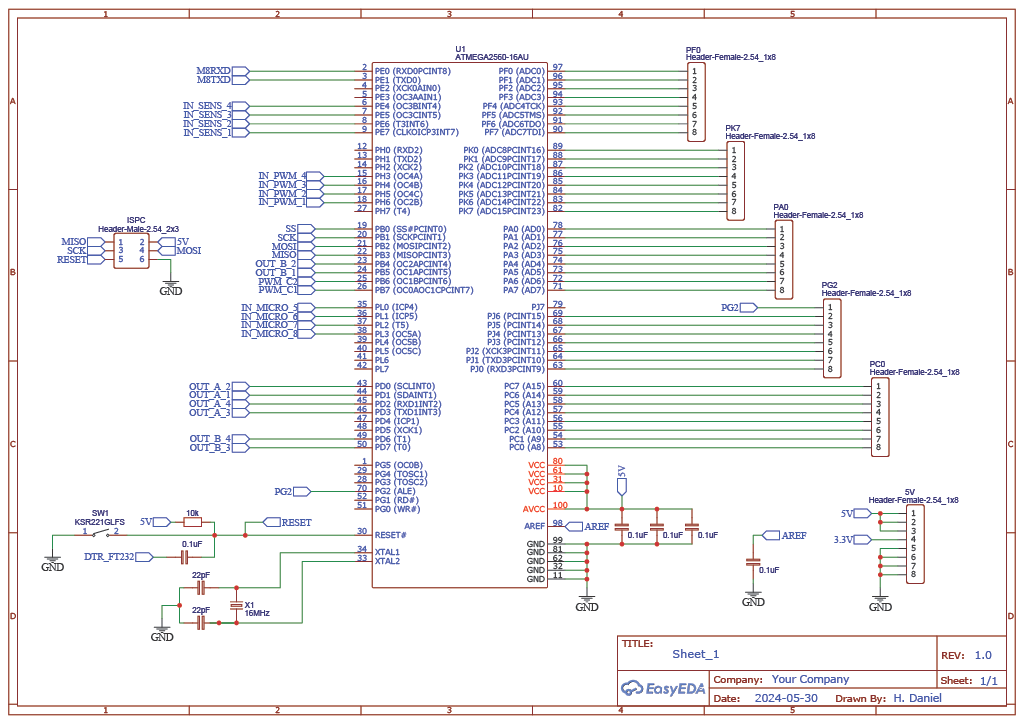 1 2 3 4 5
A A
B B
C C
D D
1 2 3 4 5
U1
ATMEGA2560-16AU
M8RXD 2 PE0 (RXD0PCINT8)
M8TXD 3 PE1 (TXD0)
4 PE2 (XCK0AIN0)
5 PE3 (OC3AAIN1)
IN_SENS_4 6 PE4 (OC3BINT4)
IN_SENS_3 7 PE5 (OC3CINT5)
IN_SENS_2 8 PE6 (T3INT6)
IN_SENS_1 9 PE7 (CLKOICP3INT7)
12 PH0 (RXD2)
13 PH1 (TXD2)
14 PH2 (XCK2)
IN_PWM_4 15 PH3 (OC4A)
IN_PWM_3 16 PH4 (OC4B)
IN_PWM_2 17 PH5 (OC4C)
IN_PWM_1 18 PH6 (OC2B)
27 PH7 (T4)
SS 19 PB0 (SS#PCINT0)
SCK 20 PB1 (SCKPCINT1)
MOSI 21 PB2 (MOSIPCINT2)
MISO 22 PB3 (MISOPCINT3)
OUT_B_2 23 PB4 (OC2APCINT4)
OUT_B_1 24 PB5 (OC1APCINT5)
PWM_C2 25 PB6 (OC1BPCINT6)
PWM_C1 26 PB7 (OC0AOC1CPCINT7)
IN_MICRO_5 35 PL0 (ICP4)
IN_MICRO_6 36 PL1 (ICP5)
IN_MICRO_7 37 PL2 (T5)
IN_MICRO_8 38 PL3 (OC5A)
39 PL4 (OC5B)
40 PL5 (OC5C)
41 PL6
42 PL7
OUT_A_2 43 PD0 (SCLINT0)
OUT_A_1 44 PD1 (SDAINT1)
OUT_A_4 45 PD2 (RXD1INT2)
OUT_A_3 46 PD3 (TXD1INT3)
47 PD4 (ICP1)
48 PD5 (XCK1)
OUT_B_4 49 PD6 (T1)
OUT_B_3 50 PD7 (T0)
1 PG5 (OC0B)
29 PG4 (TOSC1)
28 PG3 (TOSC2)
PG2 70 PG2 (ALE)
52 PG1 (RD#)
51 PG0 (WR#)
30 RESET#
34 XTAL1
33 XTAL2
PF0 (ADC0) 97
PF1 (ADC1) 96
PF2 (ADC2) 95
PF3 (ADC3) 94
PF4 (ADC4TCK) 93
PF5 (ADC5TMS) 92
PF6 (ADC6TDO) 91
PF7 (ADC7TDI) 90
PK0 (ADC8PCINT16) 89
PK1 (ADC9PCINT17) 88
PK2 (ADC10PCINT18) 87
PK3 (ADC11PCINT19) 86
PK4 (ADC12PCINT20) 85
PK5 (ADC13PCINT21) 84
PK6 (ADC14PCINT22) 83
PK7 (ADC15PCINT23) 82
PA0 (AD0) 78
PA1 (AD1) 77
PA2 (AD2) 76
PA3 (AD3) 75
PA4 (AD4) 74
PA5 (AD5) 73
PA6 (AD6) 72
PA7 (AD7) 71
PJ7 79
PJ6 (PCINT15) 69
PJ5 (PCINT14) 68
PJ4 (PCINT13) 67
PJ3 (PCINT12) 66
PJ2 (XCK3PCINT11) 65
PJ1 (TXD3PCINT10) 64
PJ0 (RXD3PCINT9) 63
PC7 (A15) 60
PC6 (A14) 59
PC5 (A13) 58
PC4 (A12) 57
PC3 (A11) 56
PC2 (A10) 55
PC1 (A9) 54
PC0 (A8) 53
VCC 80
VCC 61
VCC 31
VCC 10
AVCC 100
AREF 98 AREF
GND 99
GND 81
GND 62
GND 32
GND 11
GND
5V
0.1uF 0.1uF 0.1uF
PF0
Header-Female-2.54_1x8
1
2
3
4
5
6
7
8
PK7
Header-Female-2.54_1x8
1
2
3
4
5
6
7
8
PA0
Header-Female-2.54_1x8
1
2
3
4
5
6
7
8
PG2
Header-Female-2.54_1x8
PG2 1
2
3
4
5
6
7
8
PC0
Header-Female-2.54_1x8
1
2
3
4
5
6
7
8
ISPC
Header-Male-2.54_2x3
MISO 1 2 5V
SCK 3 4 MOSI
RESET 5 6
GND
SW1
KSR221GLFS
1 2
GND
5V 10k RESET
0.1uF
DTR_FT232
22pF
X1
16MHz
22pF
GND
AREF
0.1uF
GND
5V
Header-Female-2.54_1x8
5V 1
2
3
3.3V 4
5
6
7
8
GND
TITLE:
Sheet_1
REV: 1.0
EasyEDA
Company: Your Company
Sheet: 1/1
Date: 2024-05-30 Drawn By: H. Daniel